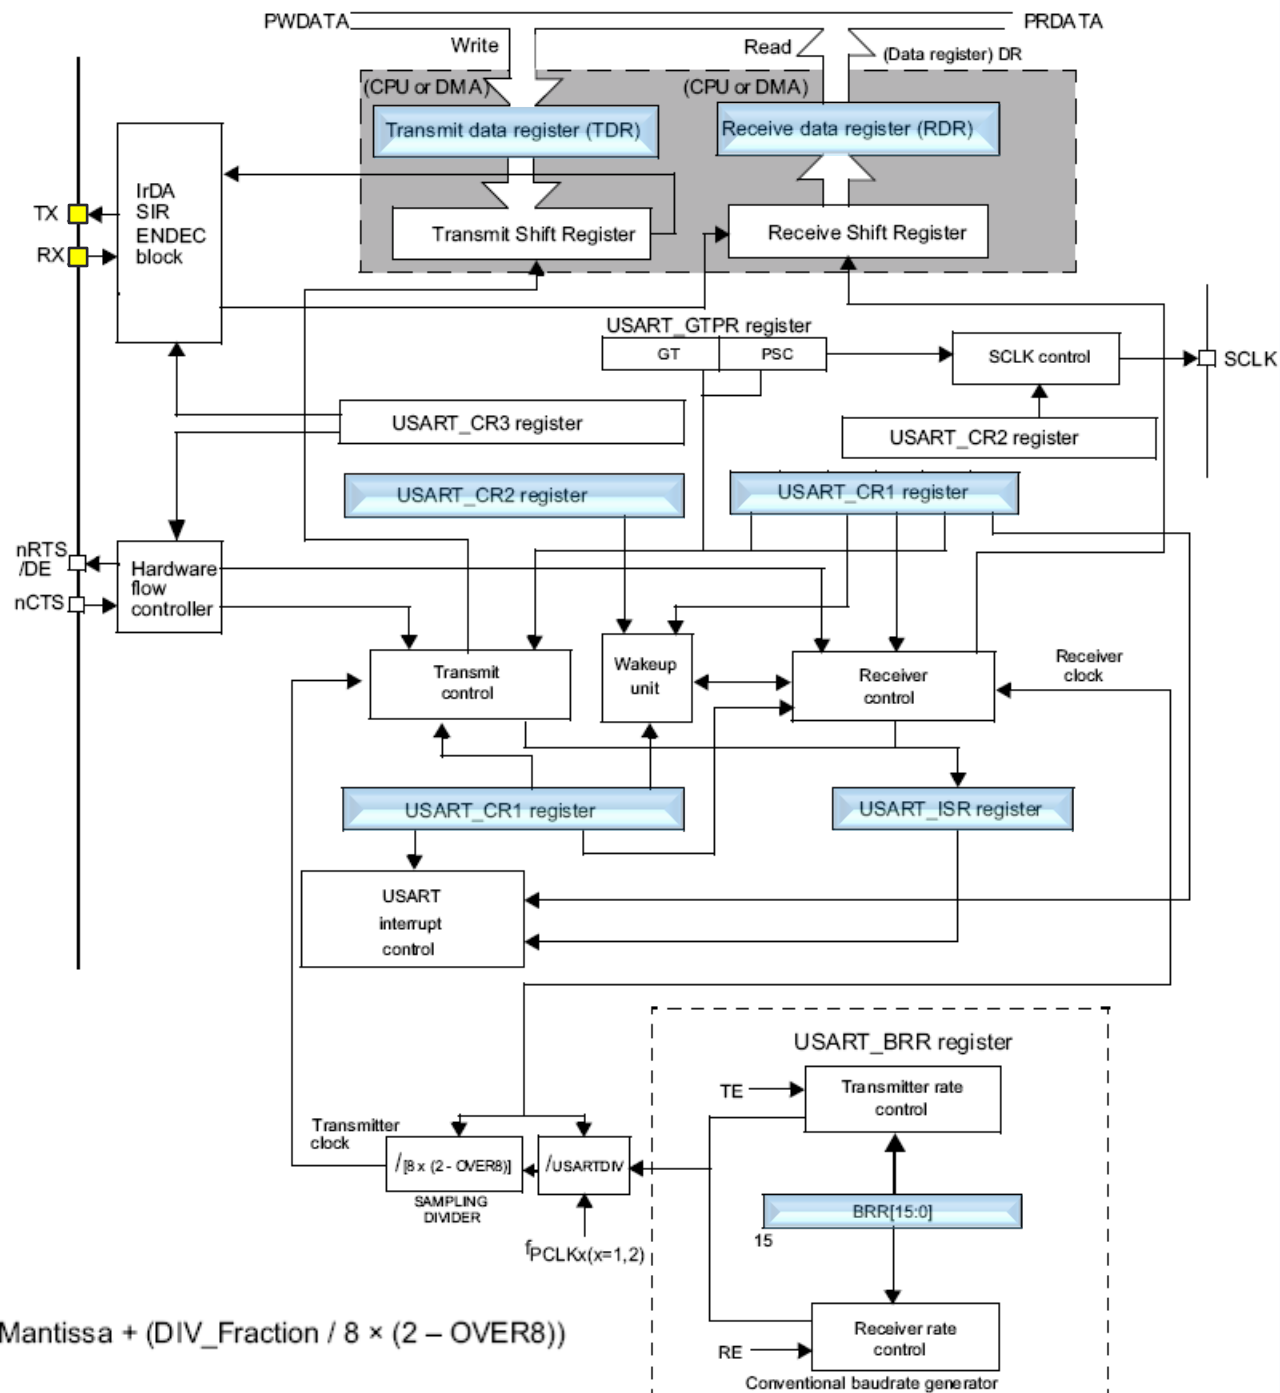 PWDATA
PRDATA
Write
Read
(Data register) DR
(CPU or DMA)
(CPU or DMA)
Transmit data register (TDR)
Receive data register (RDR)
IrDA
SIR
ENDEC
block
TX
RX
Transmit Shift Register
Receive Shift Register
USART_GTPR register
GT
PSC
SCLK control
SCLK
USART_CR3 register
USART_CR2 register
USART_CR2 register
USART_CR1 register
nRTS
/DE
nCTS
Hardware
flow
controller
Transmit
control
Wakeup
unit
Receiver
control
Receiver
clock
USART_CR1 register
USART_ISR register
USART
interrupt
control
USART_BRR register
TE
Transmitter rate
control
Transmitter
clock
/[8 x (2 - OVER8)]
/USARTDIV
SAMPLING
DIVIDER
BRR[15:0]
15
fPCLKx(x=1,2)
Mantissa + (DIV_Fraction / 8 × (2 – OVER8))
Receiver rate
control
RE
Conventional baudrate generator